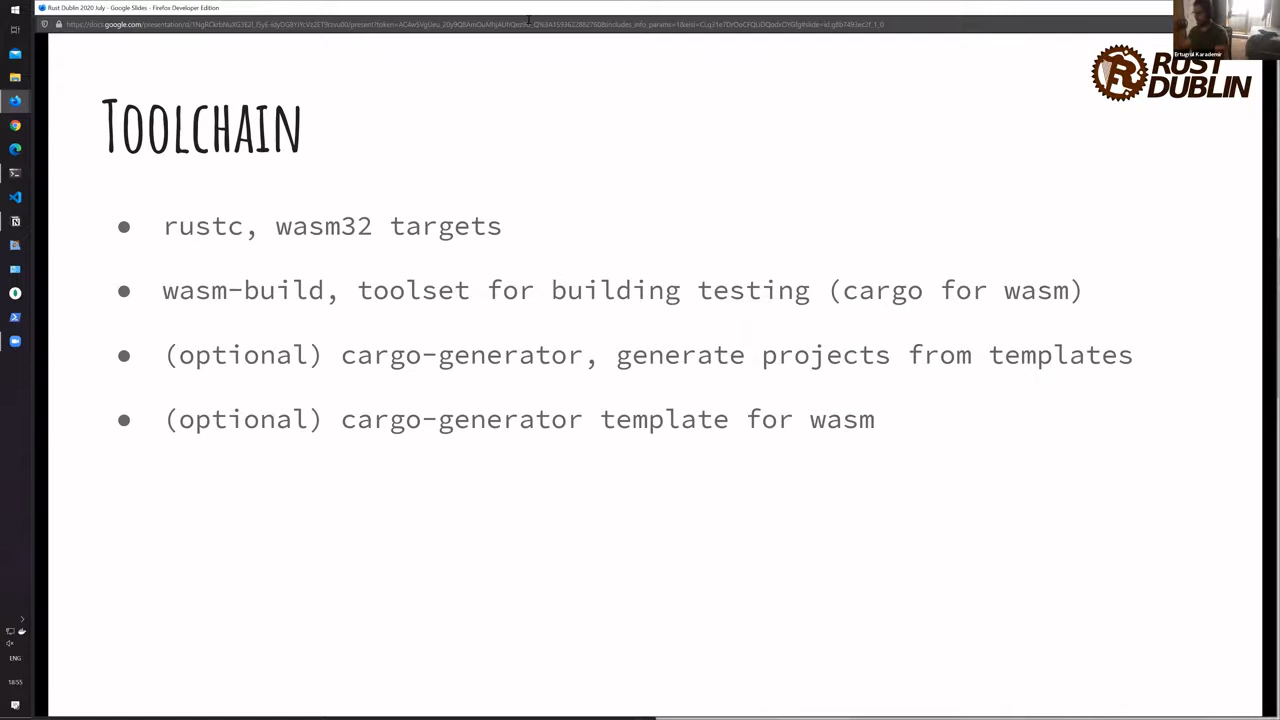 Rust Dublin 2020 July - Google Slides - Firefox Developer Edition
Ertugrul Karademir
RUST
DUBLIN
TOOLCHAIN
● rustc, wasm32 targets
● wasm-build, toolset for building testing (cargo for wasm)
● (optional) cargo-generator, generate projects from templates
● (optional) cargo-generator template for wasm
ENG
18:55